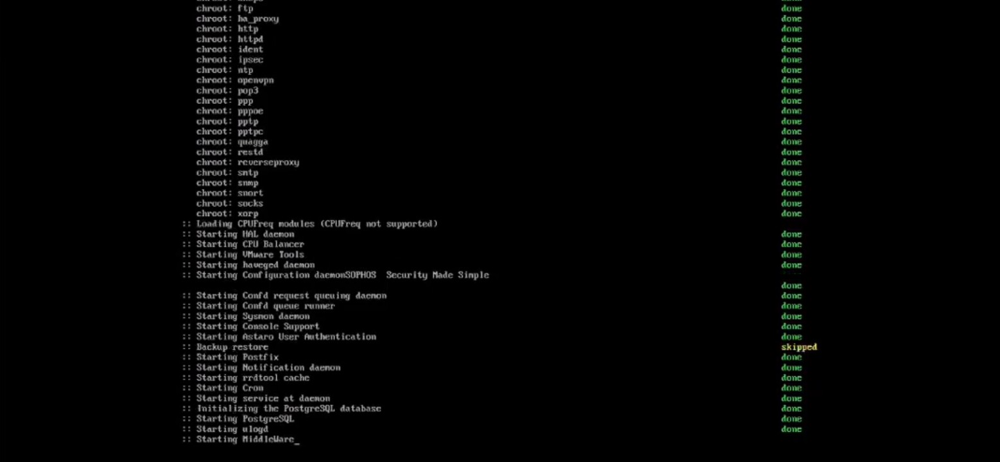 chroot: ftp done
chroot: ha_proxy done
chroot: http done
chroot: httpd done
chroot: ident done
chroot: ipsec done
chroot: ntp done
chroot: openvpn done
chroot: pop3 done
chroot: ppp done
chroot: pppoe done
chroot: pptp done
chroot: pptpc done
chroot: quagga done
chroot: restd done
chroot: reverseproxy done
chroot: smtp done
chroot: snmp done
chroot: snort done
chroot: socks done
chroot: xorp done
:: Loading CPUFreq modules (CPUFreq not supported)
:: Starting HAL daemon done
:: Starting CPU Balancer done
:: Starting VMware Tools done
:: Starting haveged daemon done
:: Starting Configuration daemonSOPHOS  Security Made Simple
done
:: Starting Confd request queuing daemon done
:: Starting Confd queue runner done
:: Starting Sysmon daemon done
:: Starting Console Support done
:: Starting Astaro User Authentication done
:: Backup restore skipped
:: Starting Postfix done
:: Starting Notification daemon done
:: Starting rrdtool cache done
:: Starting Cron done
:: Starting service at daemon done
:: Initializing the PostgreSQL database done
:: Starting PostgreSQL done
:: Starting ulogd done
:: Starting MiddleWare_